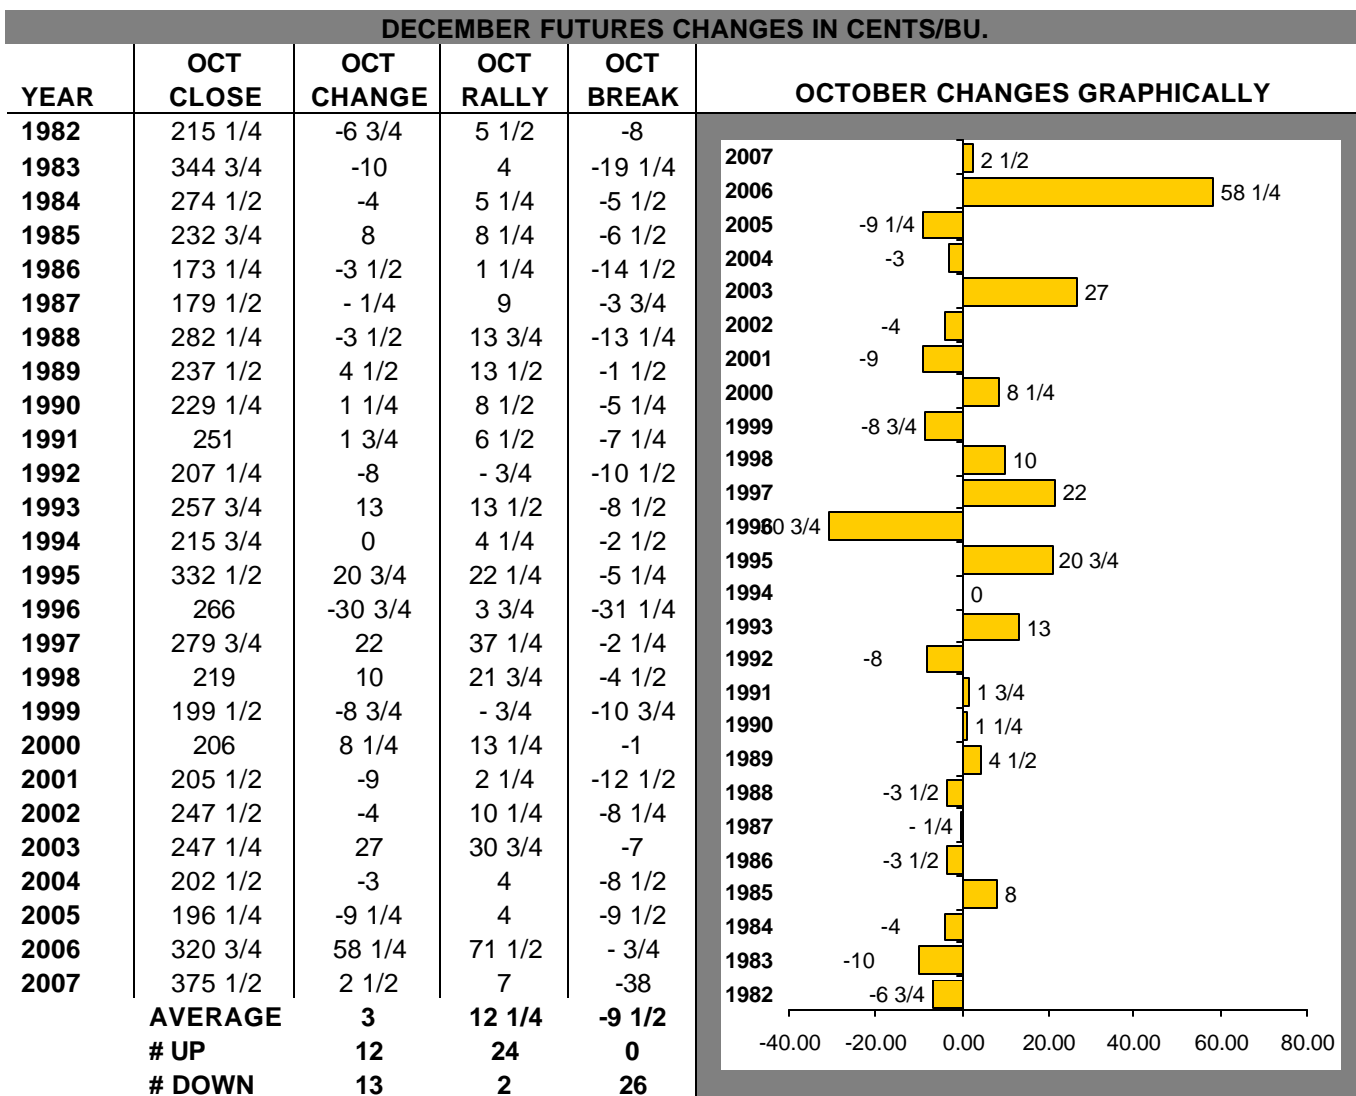 DECEMBER FUTURES CHANGES IN CENTS/BU.
OCT OCT OCT OCT
YEAR CLOSE CHANGE RALLY BREAK OCTOBER CHANGES GRAPHICALLY
1982 215 1/4 -6 3/4 5 1/2 -8
1983 344 3/4 -10 4 -19 1/4
1984 274 1/2 -4 5 1/4 -5 1/2
1985 232 3/4 8 8 1/4 -6 1/2
1986 173 1/4 -3 1/2 1 1/4 -14 1/2
1987 179 1/2 - 1/4 9 -3 3/4
1988 282 1/4 -3 1/2 13 3/4 -13 1/4
1989 237 1/2 4 1/2 13 1/2 -1 1/2
1990 229 1/4 1 1/4 8 1/2 -5 1/4
1991 251 1 3/4 6 1/2 -7 1/4
1992 207 1/4 -8 - 3/4 -10 1/2
1993 257 3/4 13 13 1/2 -8 1/2
1994 215 3/4 0 4 1/4 -2 1/2
1995 332 1/2 20 3/4 22 1/4 -5 1/4
1996 266 -30 3/4 3 3/4 -31 1/4
1997 279 3/4 22 37 1/4 -2 1/4
1998 219 10 21 3/4 -4 1/2
1999 199 1/2 -8 3/4 - 3/4 -10 3/4
2000 206 8 1/4 13 1/4 -1
2001 205 1/2 -9 2 1/4 -12 1/2
2002 247 1/2 -4 10 1/4 -8 1/4
2003 247 1/4 27 30 3/4 -7
2004 202 1/2 -3 4 -8 1/2
2005 196 1/4 -9 1/4 4 -9 1/2
2006 320 3/4 58 1/4 71 1/2 - 3/4
2007 375 1/2 2 1/2 7 -38
AVERAGE 3 12 1/4 -9 1/2
# UP 12 24 0
# DOWN 13 2 26
2007 2 1/2
2006 58 1/4
2005 -9 1/4
2004 -3
2003 27
2002 -4
2001 -9
2000 8 1/4
1999 -8 3/4
1998 10
1997 22
1996 -30 3/4
1995 20 3/4
1994 0
1993 13
1992 -8
1991 1 3/4
1990 1 1/4
1989 4 1/2
1988 -3 1/2
1987 - 1/4
1986 -3 1/2
1985 8
1984 -4
1983 -10
1982 -6 3/4
-40.00 -20.00 0.00 20.00 40.00 60.00 80.00